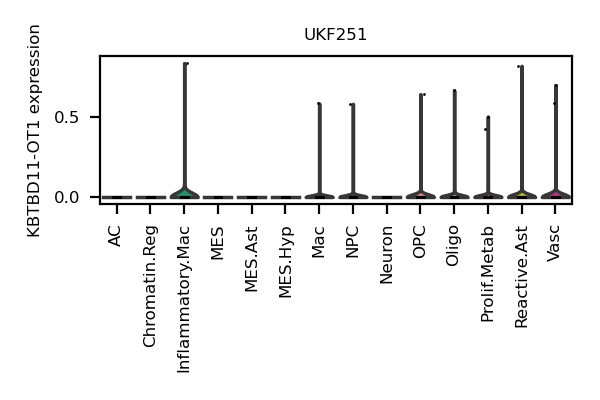 UKF251
KBTBD11-OT1 expression
0.5
0.0
AC
Chromatin.Reg
Inflammatory.Mac
MES
MES.Ast
MES.Hyp
Mac
NPC
Neuron
OPC
Oligo
Prolif.Metab
Reactive.Ast
Vasc